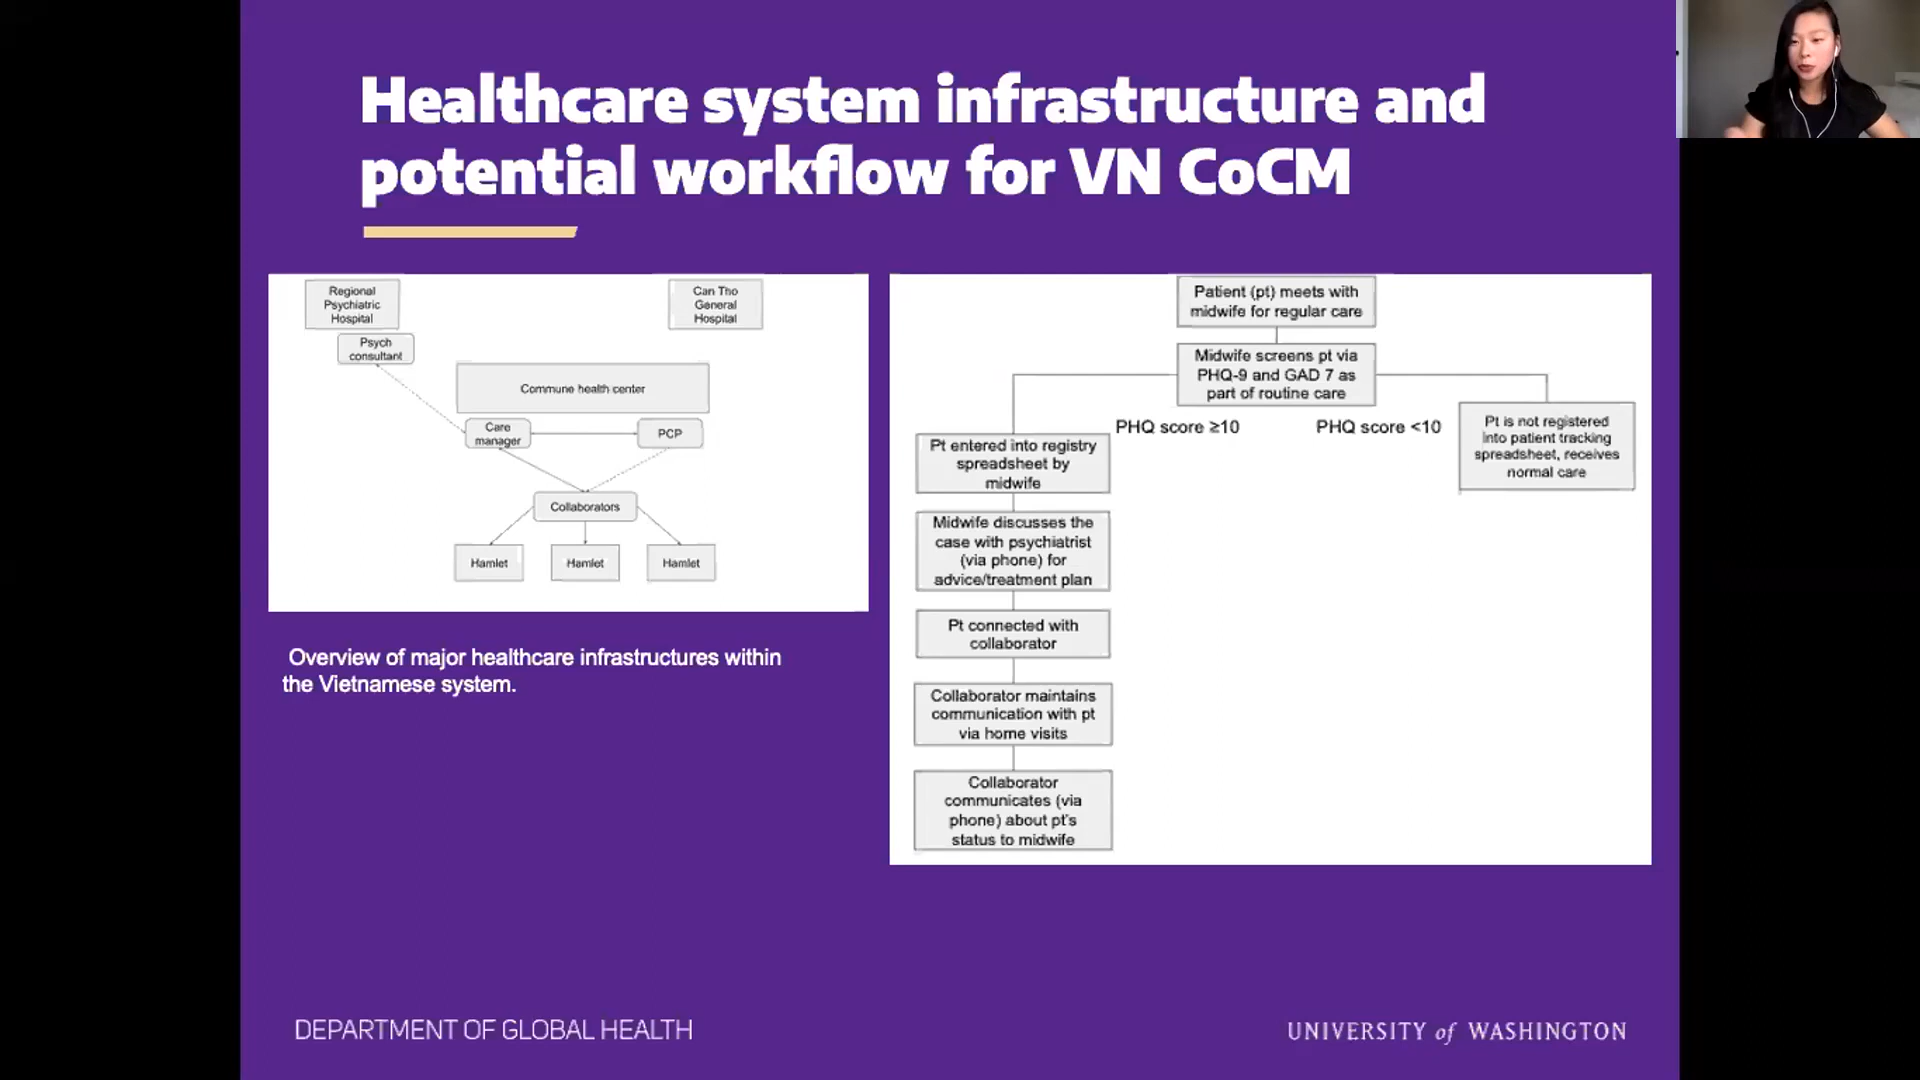 Healthcare system infrastructure and
potential workflow for VN CoCM
Regional
Psychiatric
Hospital
Can Tho
General
Hospital
Psych
consultant
Commune health center
Care
manager
PCP
Collaborators
Hamlet
Hamlet
Hamlet
Overview of major healthcare infrastructures within
the Vietnamese system.
Patient (pt) meets with
midwife for regular care
Midwife screens pt via
PHQ-9 and GAD 7 as
part of routine care
PHQ score ≥10
PHQ score <10
Pt is not registered
into patient tracking
spreadsheet, receives
normal care
Pt entered into registry
spreadsheet by
midwife
Midwife discusses the
case with psychiatrist
(via phone) for
advice/treatment plan
Pt connected with
collaborator
Collaborator maintains
communication with pt
via home visits
Collaborator
communicates (via
phone) about pt's
status to midwife
DEPARTMENT OF GLOBAL HEALTH
UNIVERSITY of WASHINGTON